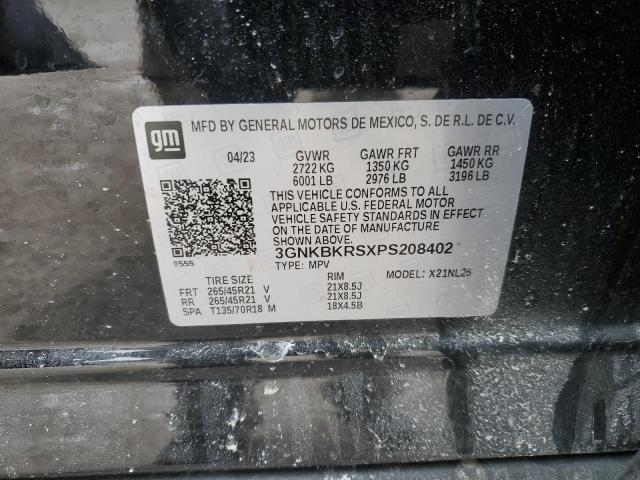 gm MFD BY GENERAL MOTORS DE MEXICO, S. DE R.L. DE C.V.
04/23 GVWR GAWR FRT GAWR RR
2722 KG 1350 KG 1450 KG
6001 LB 2976 LB 3196 LB
THIS VEHICLE CONFORMS TO ALL
APPLICABLE U.S. FEDERAL MOTOR
VEHICLE SAFETY STANDARDS IN EFFECT
ON THE DATE OF MANUFACTURE
SHOWN ABOVE.
3GNKBKRSXPS208402
8555 TYPE: MPV MODEL: X21NL26
TIRE SIZE RIM
FRT 265/45R21 V 21X8.5J
RR 265/45R21 V 21X8.5J
SPA T135/70R18 M 18X4.5B